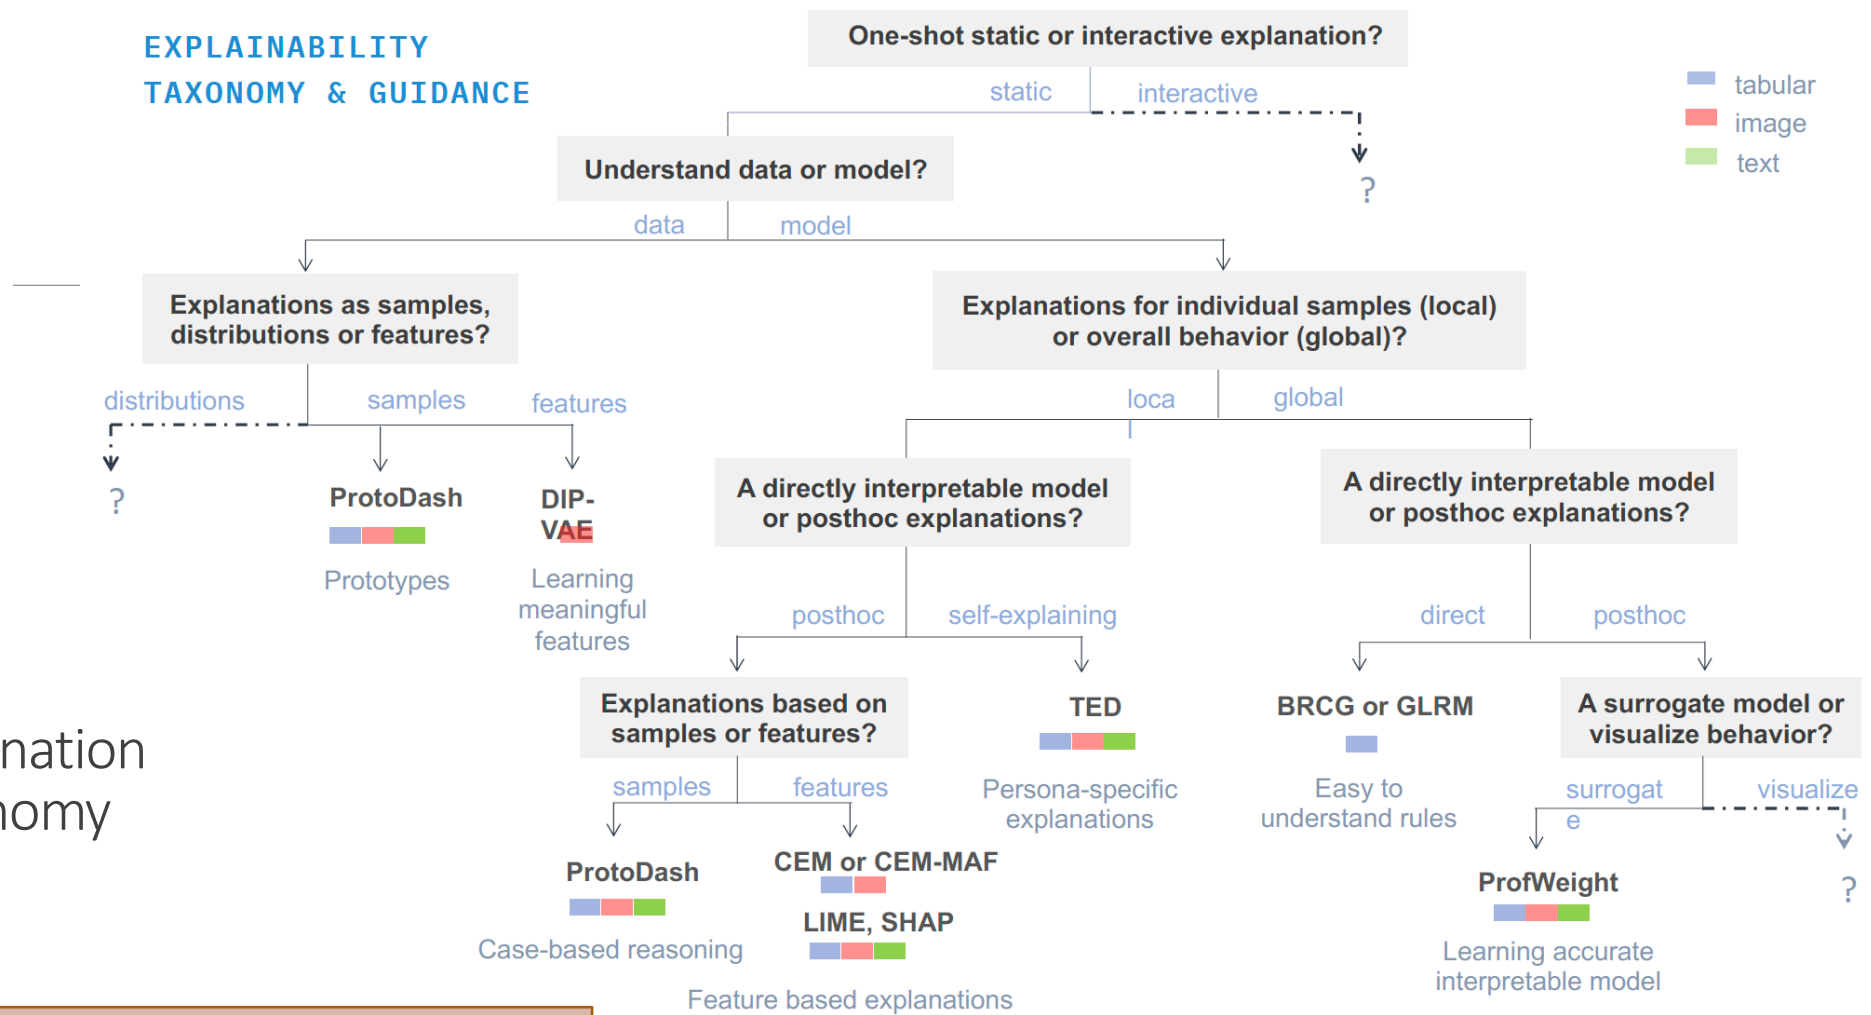 EXPLAINABILITY
TAXONOMY & GUIDANCE
One-shot static or interactive explanation?
static
interactive
tabular
image
text
?
Understand data or model?
data
model
Explanations as samples,
distributions or features?
Explanations for individual samples (local)
or overall behavior (global)?
distributions
samples
features
loca
l
global
?
ProtoDash
Prototypes
DIP-
VAE
Learning
meaningful
features
A directly interpretable model
or posthoc explanations?
A directly interpretable model
or posthoc explanations?
posthoc
self-explaining
direct
posthoc
Explanations based on
samples or features?
TED
Persona-specific
explanations
BRCG or GLRM
Easy to
understand rules
A surrogate model or
visualize behavior?
nation
nomy
samples
features
surrogat
e
visualize
ProtoDash
Case-based reasoning
CEM or CEM-MAF
LIME, SHAP
Feature based explanations
ProfWeight
Learning accurate
interpretable model
?